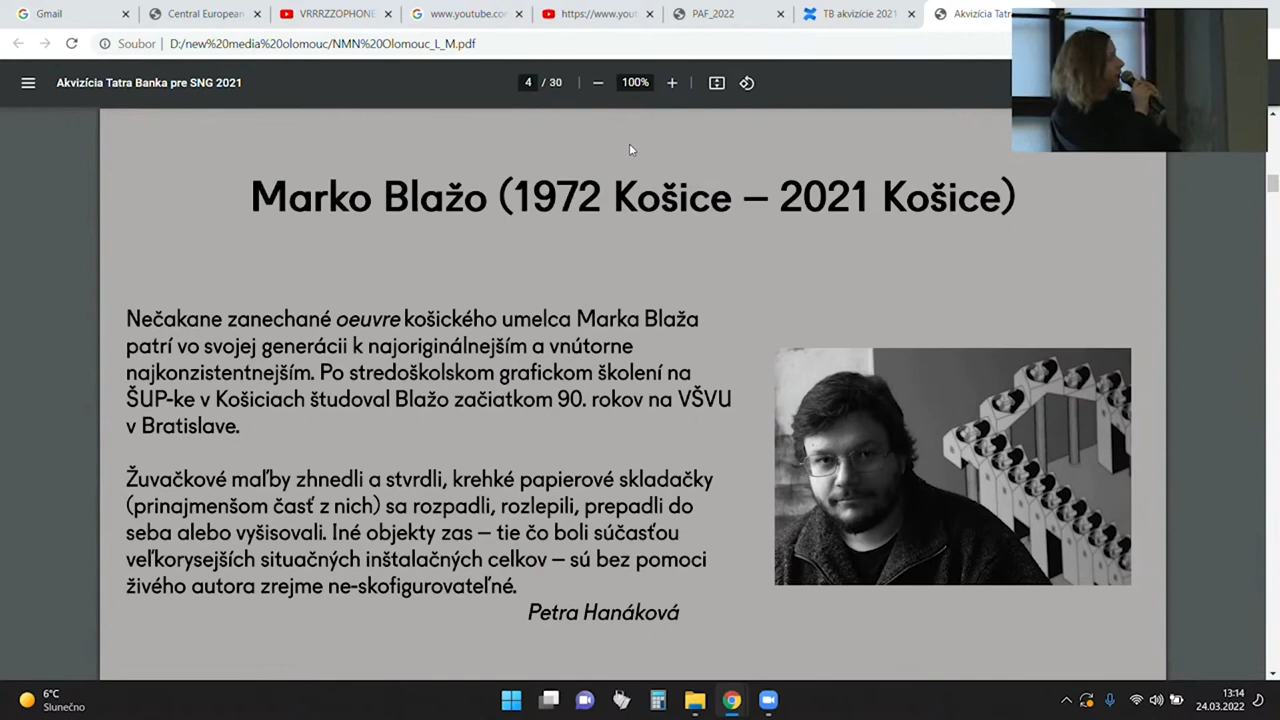 Gmail
Central European
VRRRZZOPHONE
www.youtube.co
https://www.yout
PAF_2022
TB akvizície 2021
Akvizícia Tatr
Soubor
D:/new%20media%20olomouc/NMN%20Olomouc_L_M.pdf
Akvizícia Tatra Banka pre SNG 2021
4 / 30
100%
Marko Blažo (1972 Košice – 2021 Košice)
Nečakane zanechané oeuvre košického umelca Marka Blaža
patrí vo svojej generácii k najoriginálnejším a vnútorne
najkonzistentnejším. Po stredoškolskom grafickom školení na
ŠUP-ke v Košiciach študoval Blažo začiatkom 90. rokov na VŠVU
v Bratislave.
Žuvačkové maľby zhnedli a stvrdli, krehké papierové skladačky
(prinajmenšom časť z nich) sa rozpadli, rozlepili, prepadli do
seba alebo vyšisovali. Iné objekty zas – tie čo boli súčasťou
veľkorysejších situačných inštalačných celkov – sú bez pomoci
živého autora zrejme ne-skofigurovateľné.
Petra Hanáková
6°C
Slunečno
13:14
24.03.2022